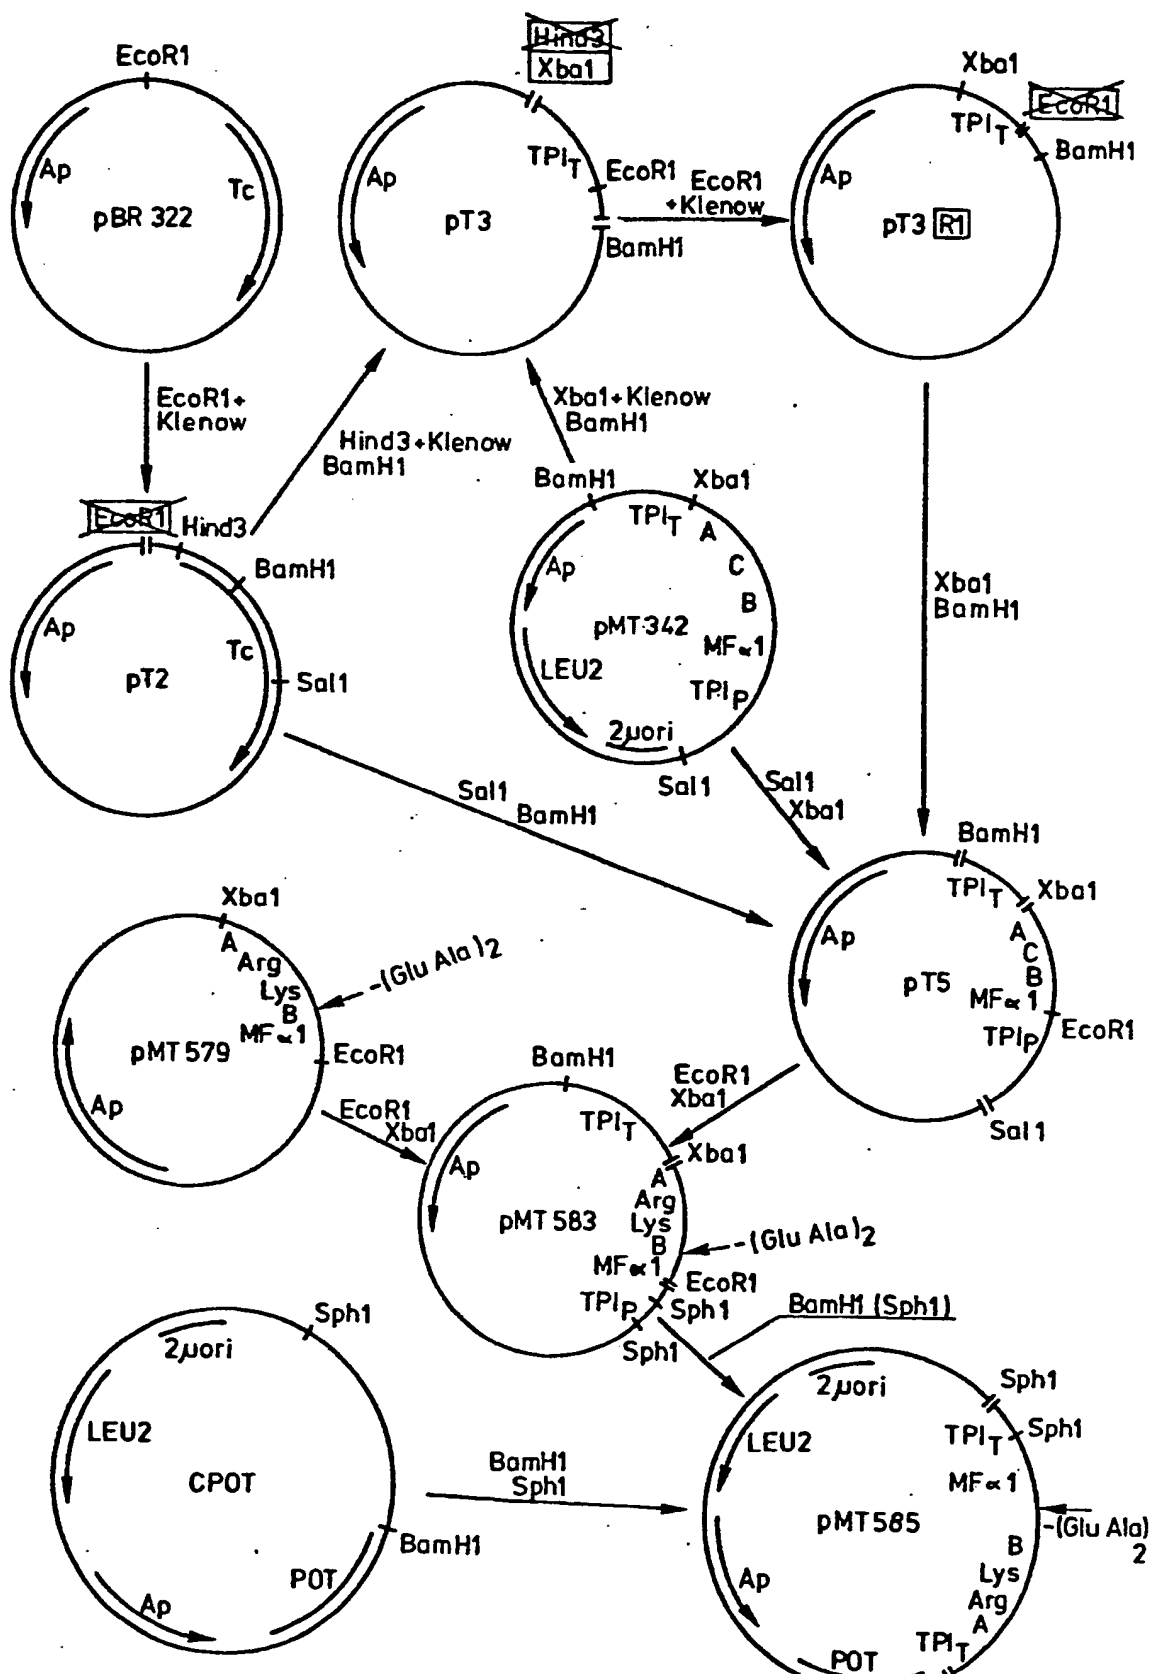 EcoR1
Ap
Tc
pBR 322
EcoR1+
Klenow
Hind3
Xba1
Ap
TPIT
EcoR1
pT3
BamH1
EcoR1
+Klenow
Xba1
EcoR1
TPIT
BamH1
Ap
pT3 R1
Hind3+Klenow
BamH1
Xba1+Klenow
BamH1
EcoR1
Hind3
BamH1
Ap
Tc
pT2
Sal1
BamH1
Xba1
TPIT
A
C
B
Ap
pMT342
MFα1
LEU2
TPIP
2μori
Sal1
Xba1
BamH1
Sal1
BamH1
Sal1
Xba1
BamH1
TPIT
Xba1
A
C
B
Ap
pT5
MFα1
EcoR1
TPIP
Sal1
Xba1
A
Arg
Lys
B
MFα1
-(Glu Ala)2
pMT579
EcoR1
Ap
EcoR1
Xba1
EcoR1
Xba1
BamH1
TPIT
Xba1
Ap
A
Arg
Lys
B
pMT583
-(Glu Ala)2
MFα1
EcoR1
TPIP
Sph1
Sph1
BamH1 (Sph1)
Sph1
2μori
LEU2
CPOT
BamH1
POT
Ap
BamH1
Sph1
2μori
Sph1
Sph1
TPIT
LEU2
MFα1
pMT585
-(Glu Ala)
2
B
Lys
Arg
A
Ap
TPIT
POT